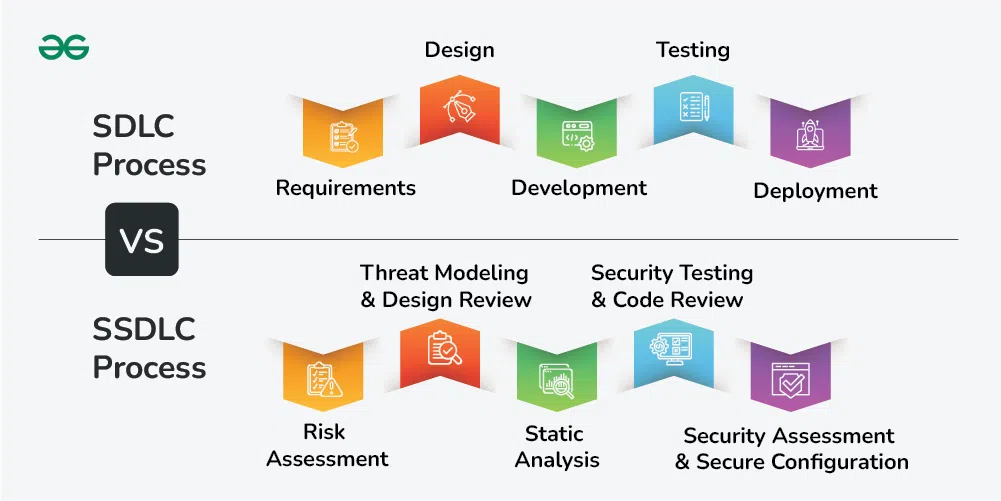 Design
Testing
SDLC
Process
Requirements
Development
Deployment
VS
Threat Modeling
& Design Review
Security Testing
& Code Review
SSDLC
Process
Risk
Assessment
Static
Analysis
Security Assessment
& Secure Configuration